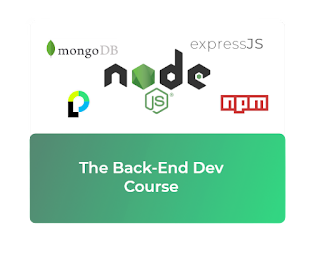 mongoDB
expressJS
node
JS
npm
The Back-End Dev
Course